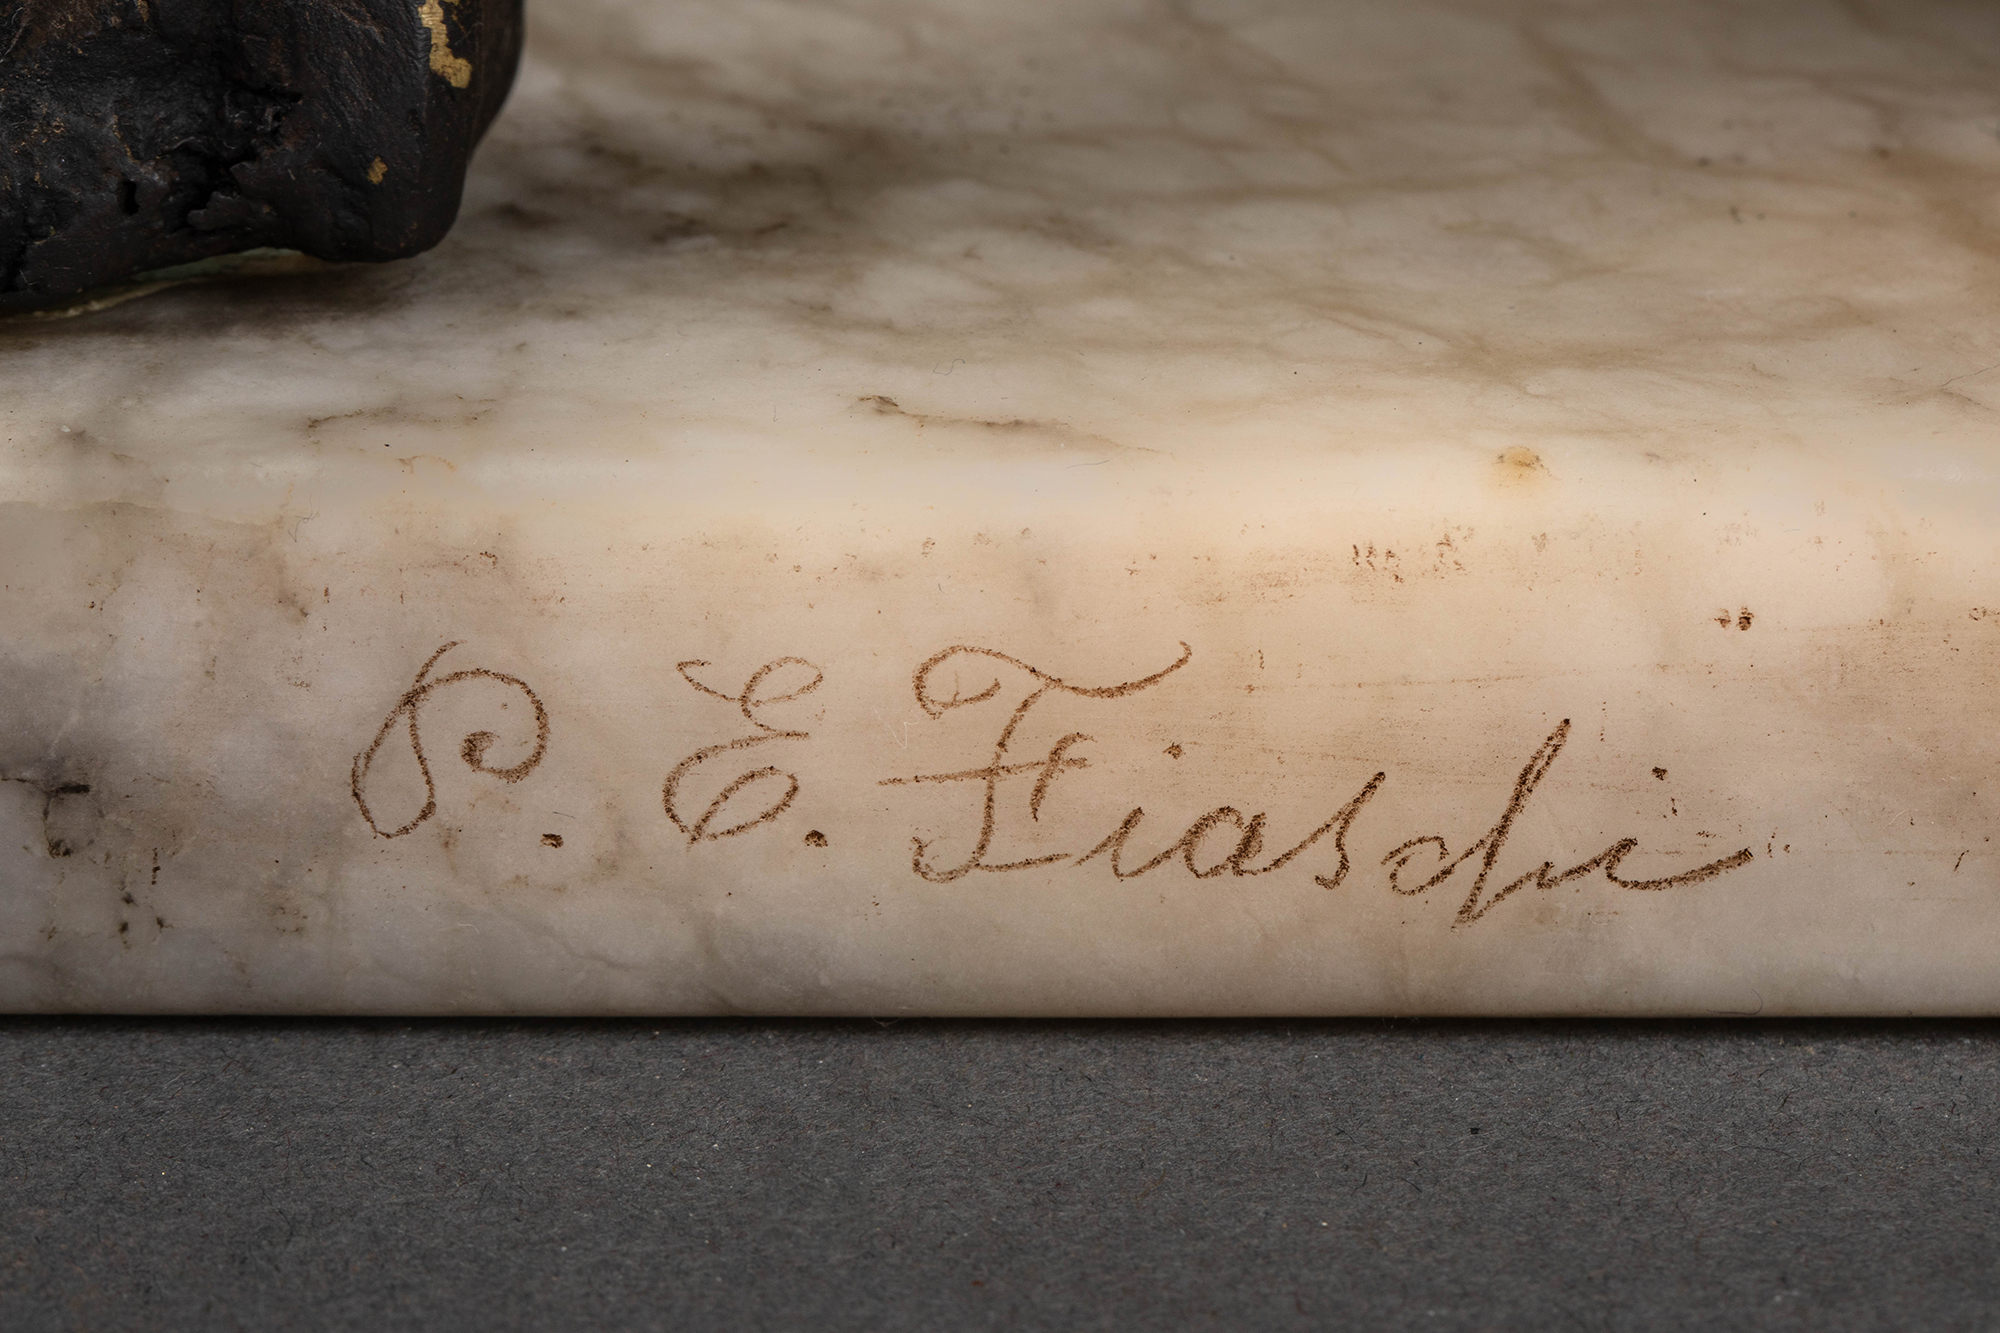 P. E. Fiaschi